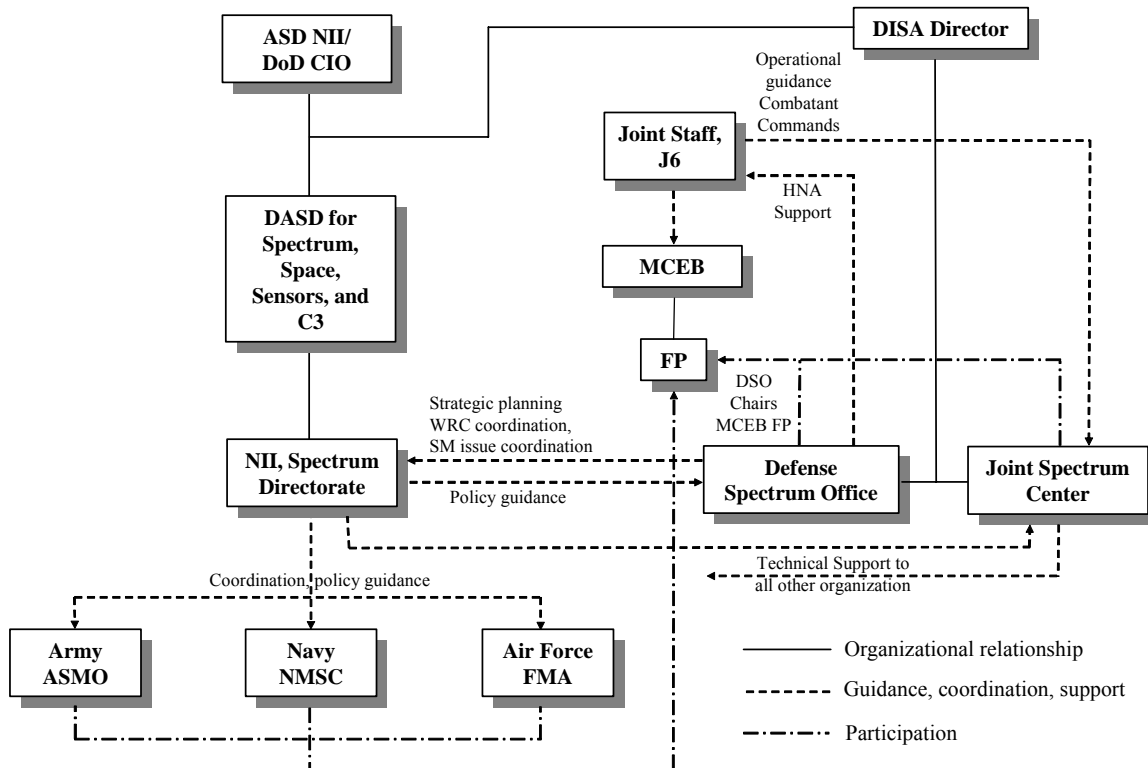 ASD NII/
DoD CIO
DISA Director
Operational
guidance
Combatant
Commands
Joint Staff,
J6
HNA
Support
DASD for
Spectrum,
Space,
Sensors, and
C3
MCEB
FP
DSO
Chairs
MCEB FP
Strategic planning
WRC coordination,
SM issue coordination
NII, Spectrum
Directorate
Policy guidance
Defense
Spectrum Office
Joint Spectrum
Center
Technical Support to
all other organization
Coordination, policy guidance
Army
ASMO
Navy
NMSC
Air Force
FMA
Organizational relationship
Guidance, coordination, support
Participation